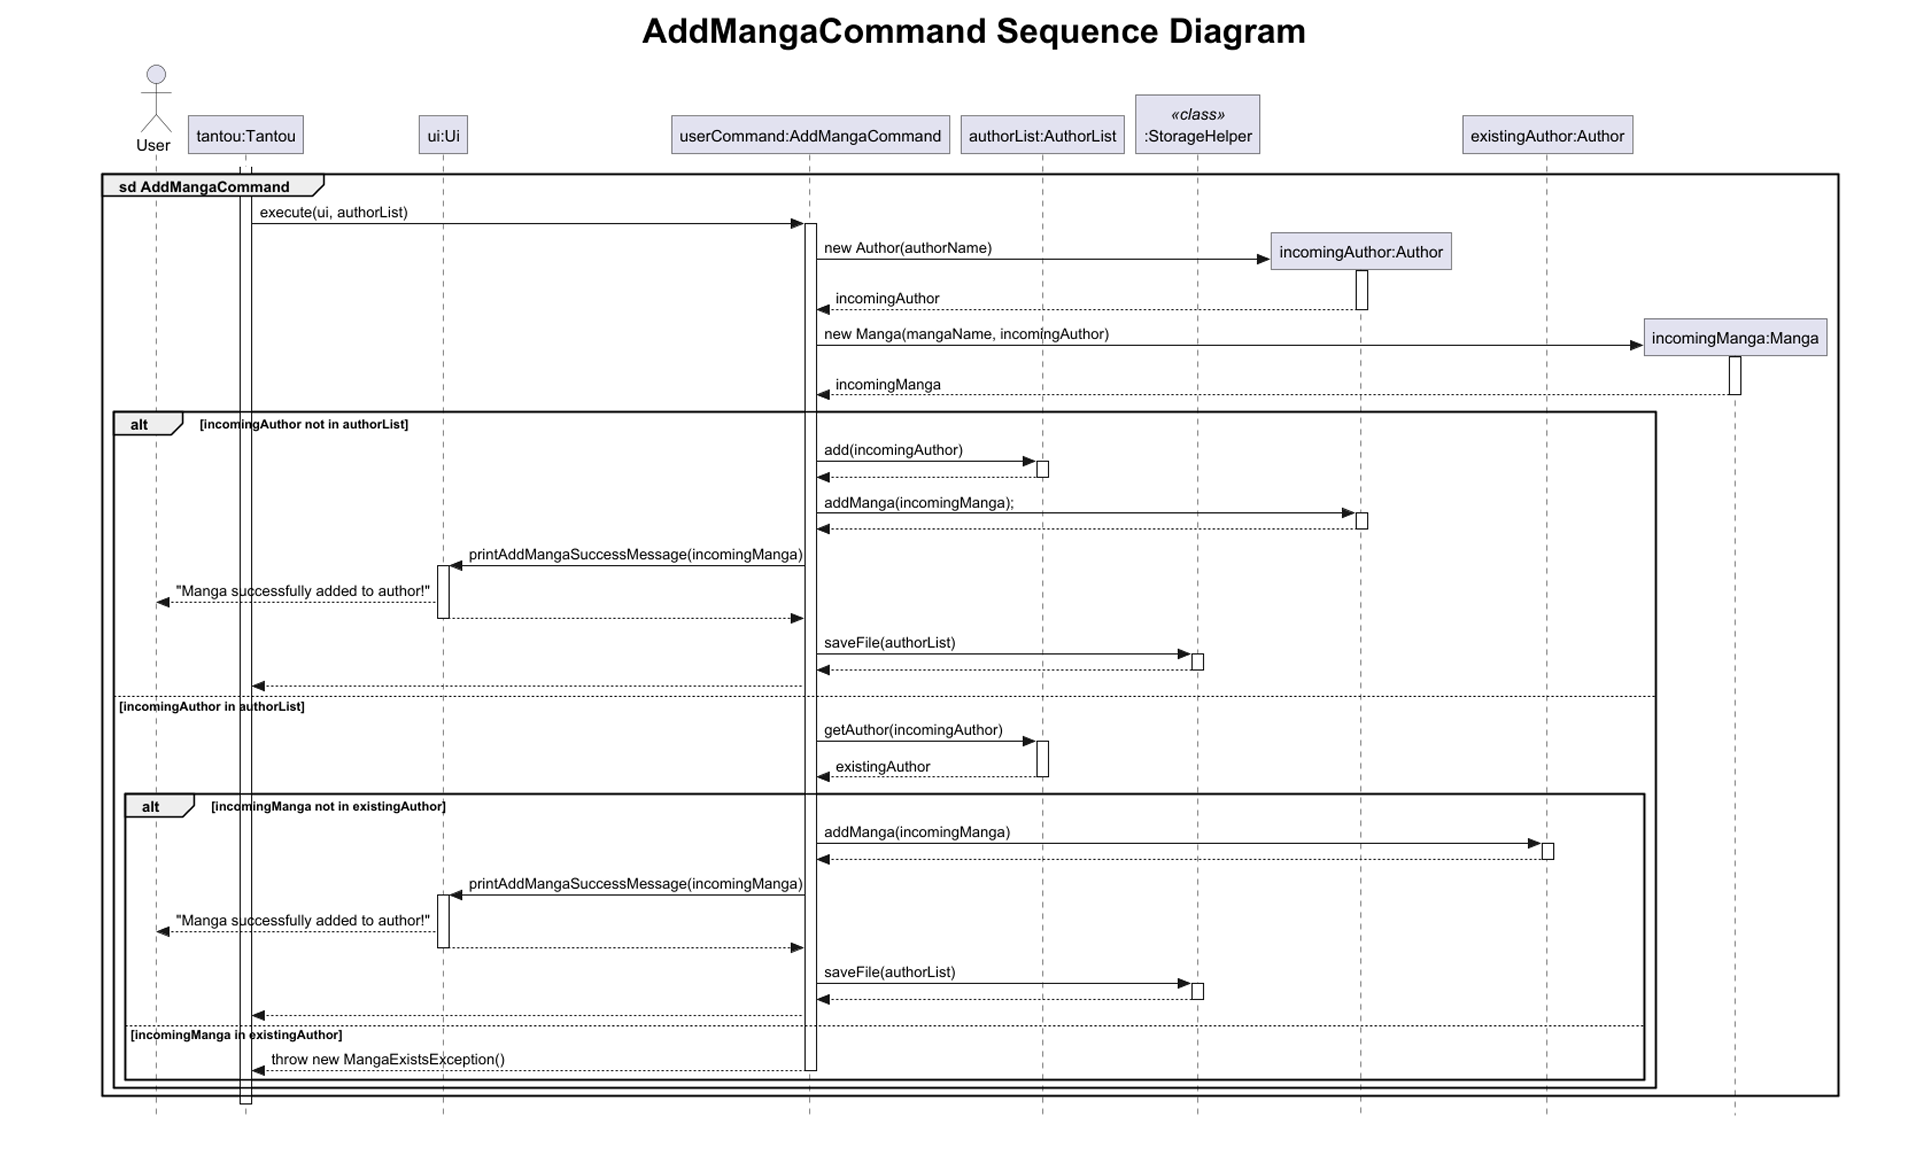 AddMangaCommand Sequence Diagram
User
tantou:Tantou
ui:Ui
userCommand:AddMangaCommand
authorList:AuthorList
«class»
:StorageHelper
existingAuthor:Author
sd AddMangaCommand
execute(ui, authorList)
new Author(authorName)
incomingAuthor:Author
incomingAuthor
new Manga(mangaName, incomingAuthor)
incomingManga:Manga
incomingManga
alt
[incomingAuthor not in authorList]
add(incomingAuthor)
addManga(incomingManga);
printAddMangaSuccessMessage(incomingManga)
"Manga successfully added to author!"
saveFile(authorList)
[incomingAuthor in authorList]
getAuthor(incomingAuthor)
existingAuthor
alt
[incomingManga not in existingAuthor]
addManga(incomingManga)
printAddMangaSuccessMessage(incomingManga)
"Manga successfully added to author!"
saveFile(authorList)
[incomingManga in existingAuthor]
throw new MangaExistsException()